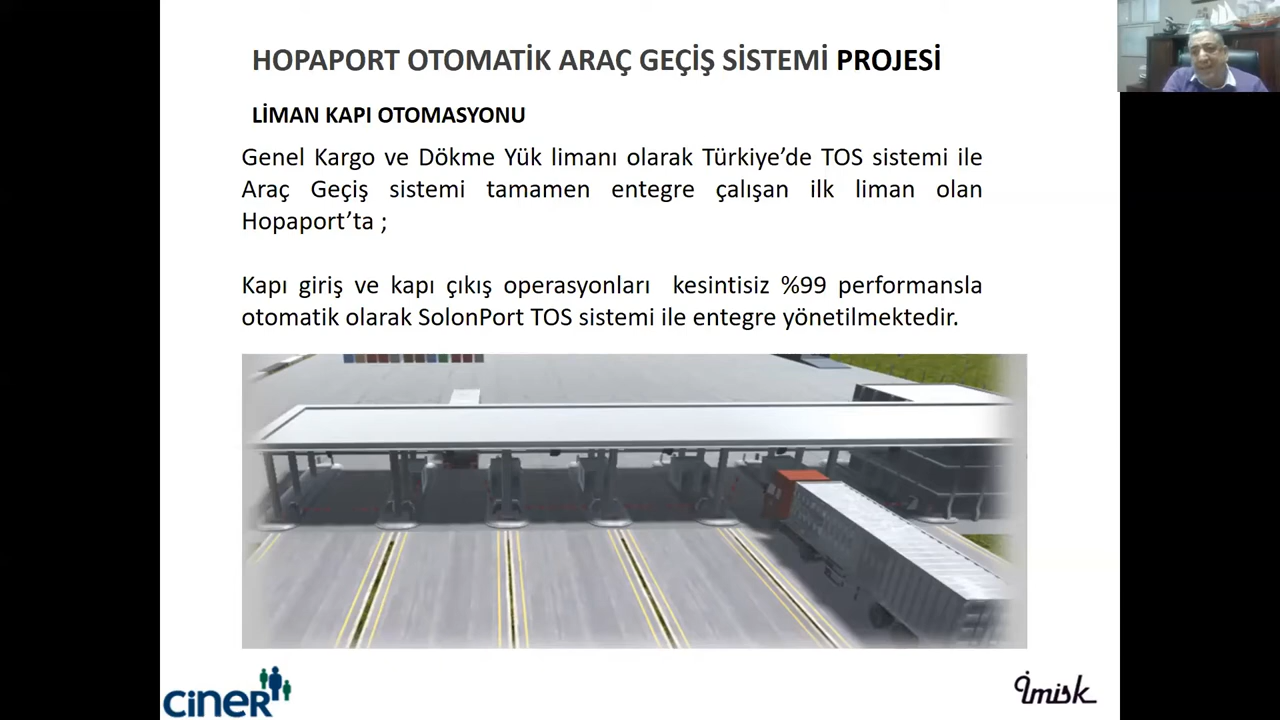 HOPAPORT OTOMATİK ARAÇ GEÇİŞ SİSTEMİ PROJESİ
LİMAN KAPI OTOMASYONU
Genel Kargo ve Dökme Yük limanı olarak Türkiye’de TOS sistemi ile
Araç Geçiş sistemi tamamen entegre çalışan ilk liman olan
Hopaport’ta ;
Kapı giriş ve kapı çıkış operasyonları kesintisiz %99 performansla
otomatik olarak SolonPort TOS sistemi ile entegre yönetilmektedir.
CiNER
İmisk